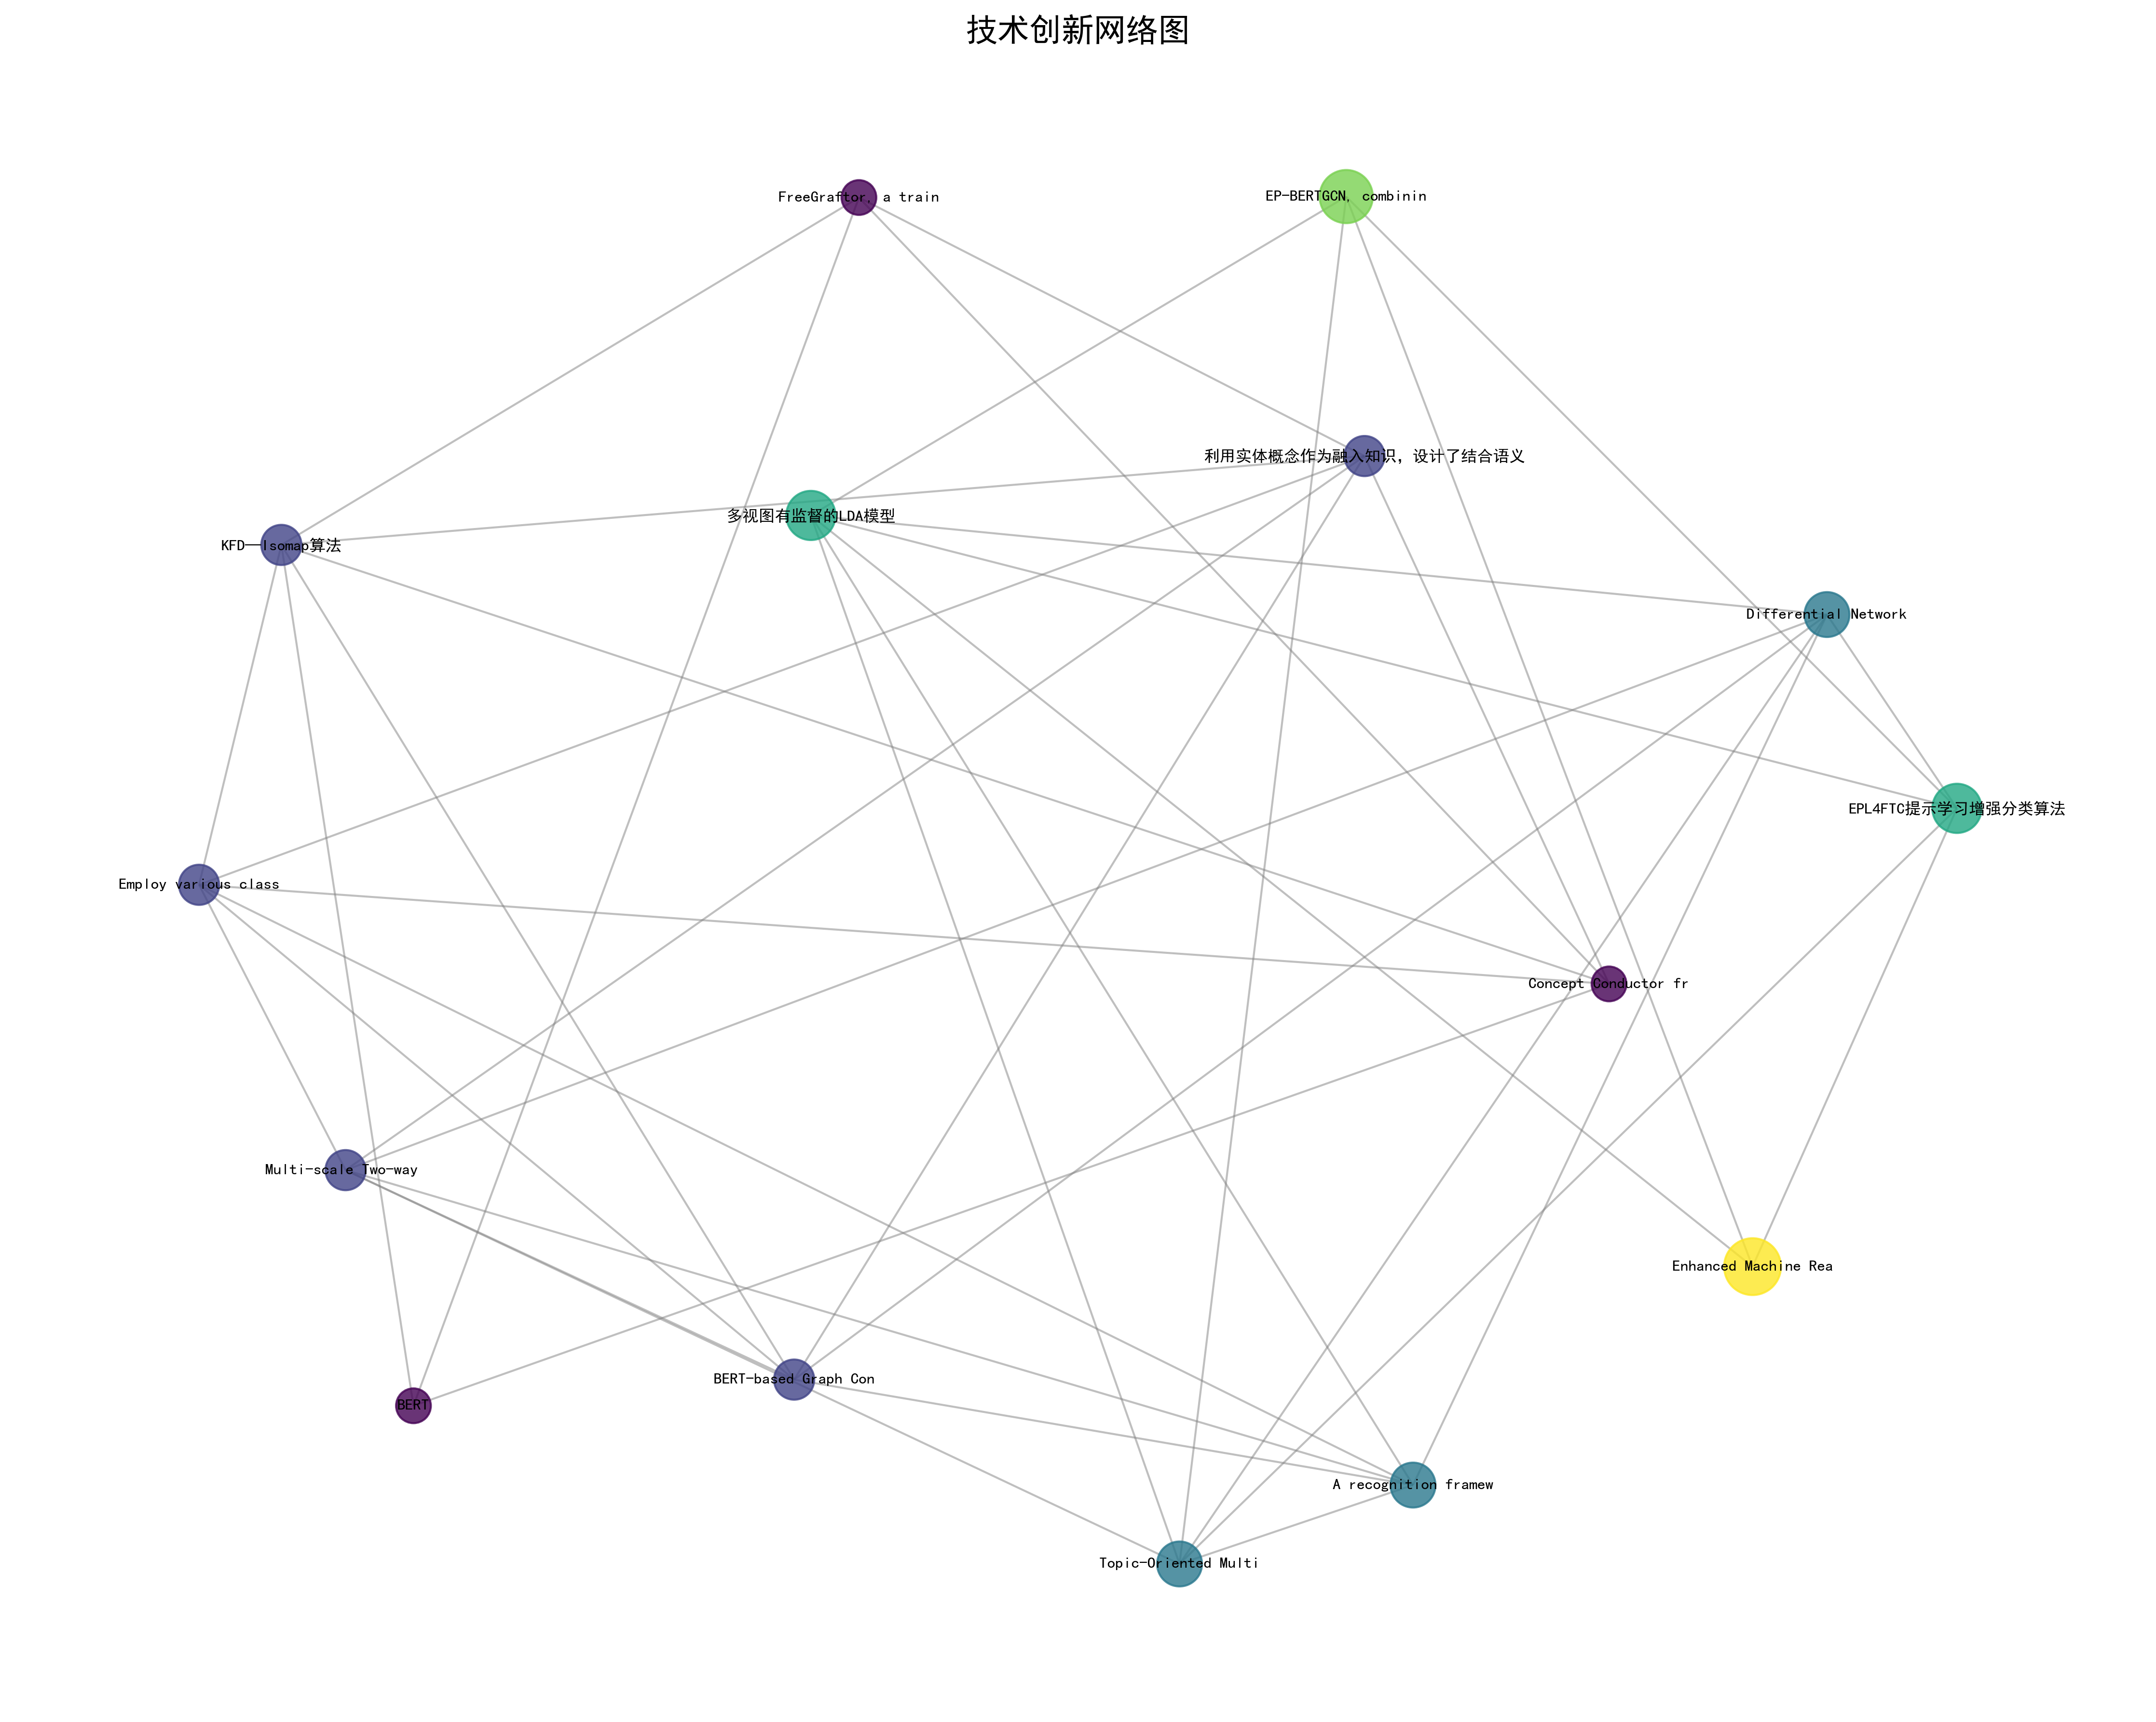 技术创新网络图
FreeGraftor, a train
EP-BERTGCN, combinin
利用实体概念作为融入知识，设计了结合语义
多视图有监督的LDA模型
KFD—Isomap算法
Differential Network
EPL4FTC提示学习增强分类算法
Employ various class
Concept Conductor fr
Multi-scale Two-way
Enhanced Machine Rea
BERT-based Graph Con
BERT
A recognition framew
Topic-Oriented Multi